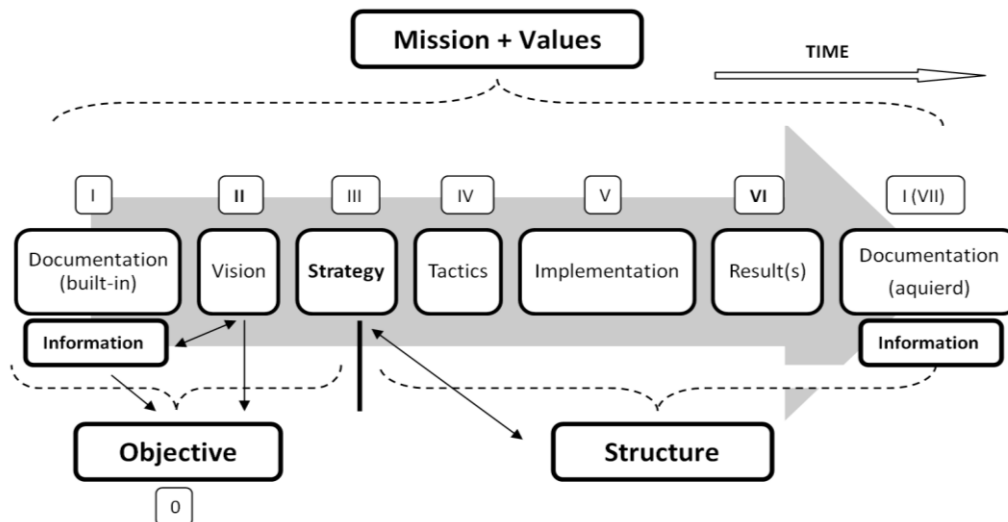 Mission + Values
TIME
I
II
III
IV
V
VI
I (VII)
Documentation
(built-in)
Vision
Strategy
Tactics
Implementation
Result(s)
Documentation
(aquierd)
Information
Information
Objective
Structure
0